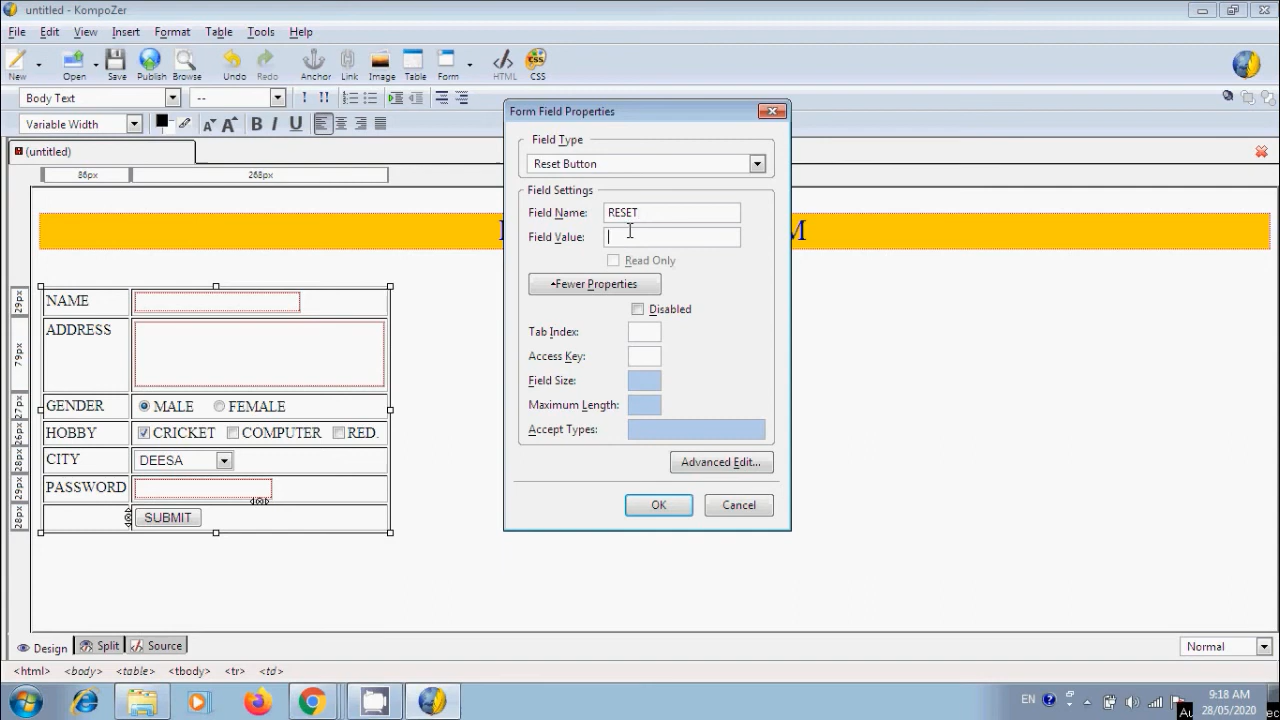 untitled - KompoZer
File Edit View Insert Format Table Tools Help
New Open Save Publish Browse Undo Redo Anchor Link Image Table Form HTML CSS
Body Text --
Variable Width B I U
(untitled)
86px 268px
M
NAME
ADDRESS
GENDER MALE FEMALE
HOBBY CRICKET COMPUTER RED.
CITY DEESA
PASSWORD
SUBMIT
29px
79px
27px
26px
28px
29px
28px
Form Field Properties
Field Type
Reset Button
Field Settings
Field Name: RESET
Field Value:
Read Only
Fewer Properties
Disabled
Tab Index:
Access Key:
Field Size:
Maximum Length:
Accept Types:
Advanced Edit...
OK Cancel
Design Split Source Normal
<html> <body> <table> <tbody> <tr> <td>
EN 9:18 AM
28/05/2020